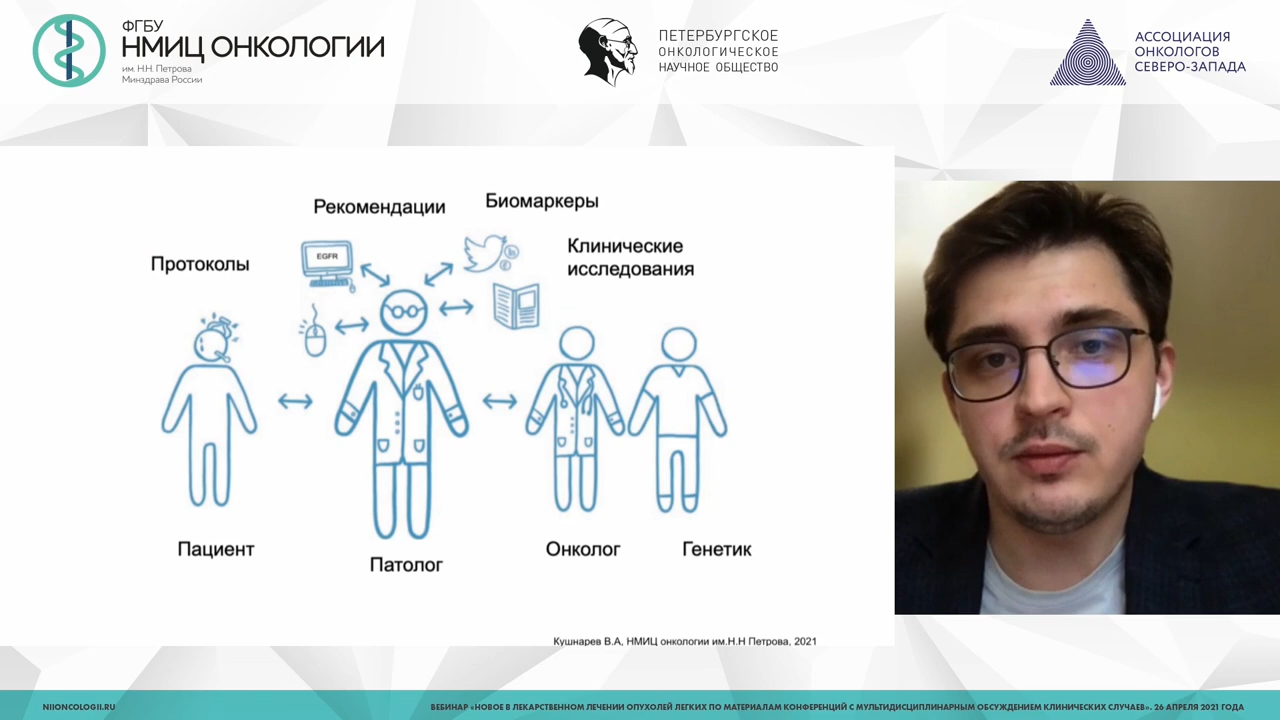 ФГБУ
НМИЦ ОНКОЛОГИИ
им. Н.Н. Петрова
Минздрава России
ПЕТЕРБУРГСКОЕ
ОНКОЛОГИЧЕСКОЕ
НАУЧНОЕ ОБЩЕСТВО
АССОЦИАЦИЯ
ОНКОЛОГОВ
СЕВЕРО-ЗАПАДА
Рекомендации
Биомаркеры
Протоколы
Клинические
исследования
EGFR
Пациент
Патолог
Онколог
Генетик
Кушнарев В.А, НМИЦ онкологии им.Н.Н Петрова, 2021
NIIONCOLOGII.RU
ВЕБИНАР «НОВОЕ В ЛЕКАРСТВЕННОМ ЛЕЧЕНИИ ОПУХОЛЕЙ ЛЕГКИХ ПО МАТЕРИАЛАМ КОНФЕРЕНЦИЙ С МУЛЬТИДИСЦИПЛИНАРНЫМ ОБСУЖДЕНИЕМ КЛИНИЧЕСКИХ СЛУЧАЕВ». 26 АПРЕЛЯ 2021 ГОДА